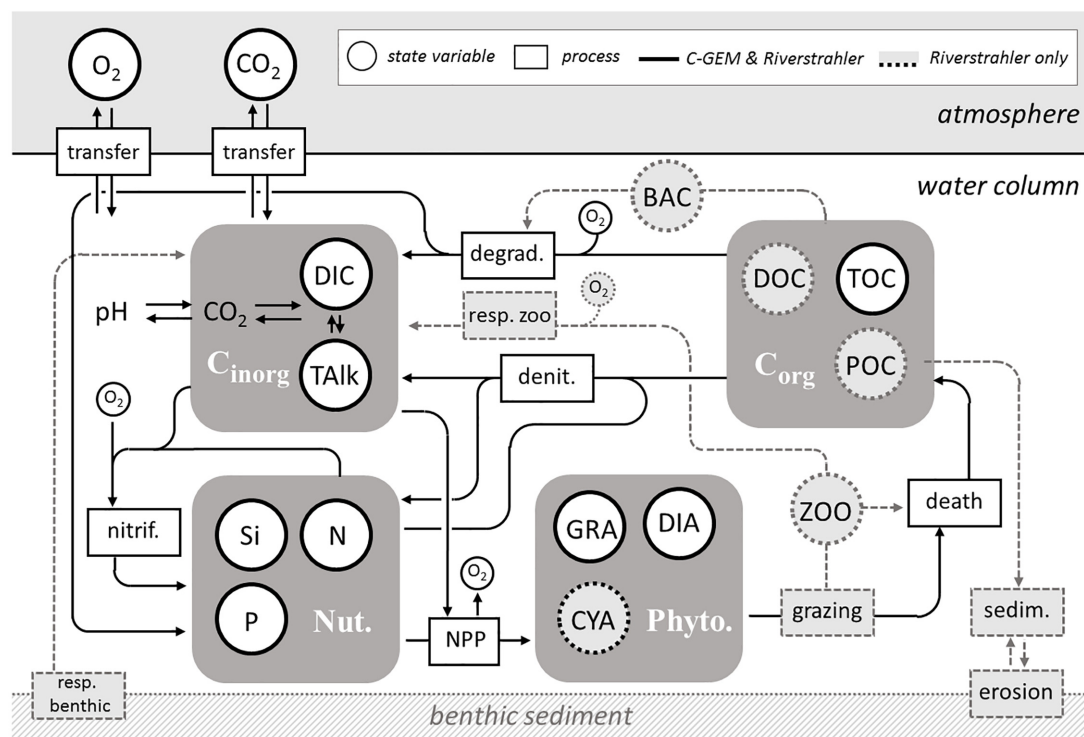 O2
CO2
state variable
process
C-GEM & Riverstrahler
Riverstrahler only
atmosphere
transfer
transfer
water column
BAC
O2
degrad.
DIC
DOC
TOC
O2
resp. zoo
pH
CO2
Cinorg
TAlk
denit.
Corg
POC
O2
Si
N
nitrif.
GRA
DIA
ZOO
death
O2
P
Nut.
NPP
CYA
Phyto.
grazing
sedim.
resp.
benthic
erosion
benthic sediment